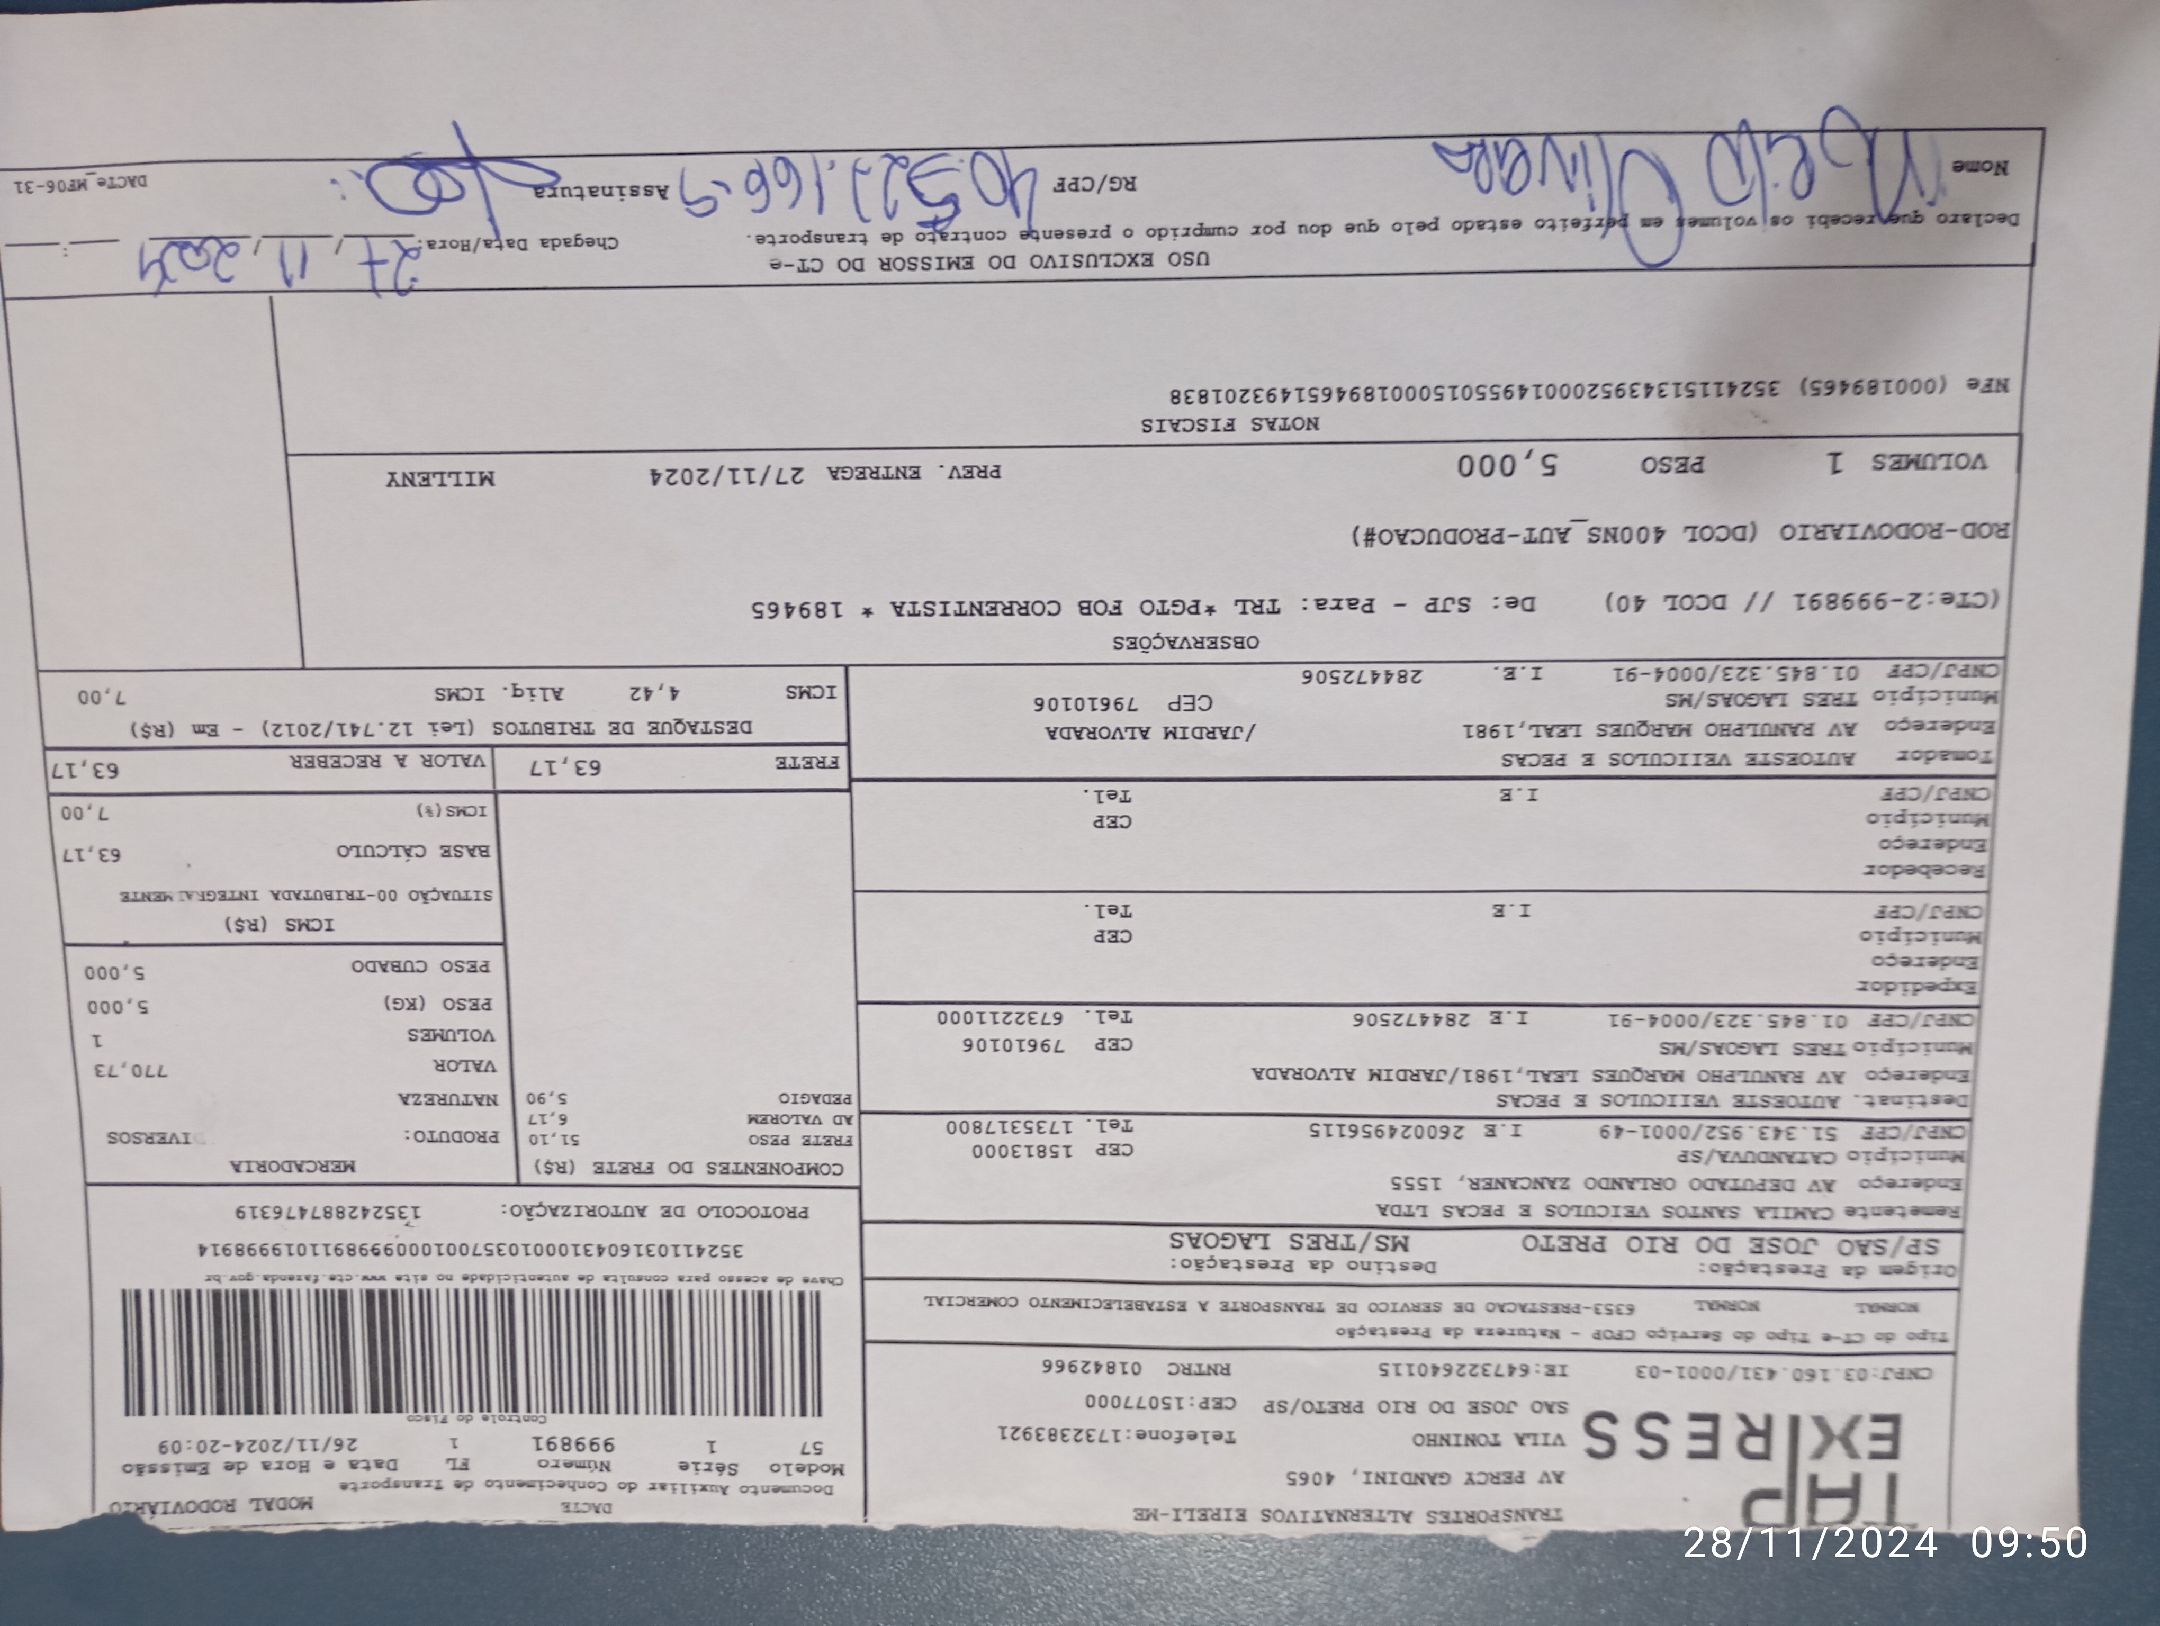 TAP
EXPRESS
TRANSPORTES ALTERNATIVOS EIRELI-ME
AV PERCY GANDINI, 4065
VILA TONINHO Telefone:1732383921
SAO JOSE DO RIO PRETO/SP CEP:15077000
CNPJ:03.160.431/0001-03 IE:647322640115 RNTRC 01842966
DACTE MODAL RODOVIÁRIO
Documento Auxiliar do Conhecimento de Transporte
Modelo Série Número FL Data e Hora de Emissão
57 1 999891 1 26/11/2024-20:09
Controle do Fisco
Chave de acesso para consulta de autenticidade no site www.cte.fazenda.gov.br
35241103160431000103570010009998911019998914
PROTOCOLO DE AUTORIZAÇÃO: 135242887476319
Tipo do CT-e Tipo do Serviço CFOP - Natureza da Prestação
NORMAL NORMAL 6353-PRESTACAO DE SERVICO DE TRANSPORTE A ESTABELECIMENTO COMERCIAL
Origem da Prestação: Destino da Prestação:
SP/SAO JOSE DO RIO PRETO MS/TRES LAGOAS
Remetente CAMILA SANTOS VEICULOS E PECAS LTDA
Endereço AV DEPUTADO ORLANDO ZANCANER, 1555
Município CATANDUVA/SP CEP 15813000
CNPJ/CPF 51.343.952/0001-49 I.E 260024956115 Tel. 1735317800
Destinat. AUTOESTE VEIICULOS E PECAS
Endereço AV RANULPHO MARQUES LEAL,1981/JARDIM ALVORADA
Município TRES LAGOAS/MS CEP 79610106
CNPJ/CPF 01.845.323/0004-91 I.E 284472506 Tel. 6732211000
Expedidor
Endereço
Município CEP
CNPJ/CPF I.E Tel.
Recebedor
Endereço
Município CEP
CNPJ/CPF I.E Tel.
Tomador AUTOESTE VEIICULOS E PECAS
Endereço AV RANULPHO MARQUES LEAL,1981 /JARDIM ALVORADA
Município TRES LAGOAS/MS CEP 79610106
CNPJ/CPF 01.845.323/0004-91 I.E. 284472506
COMPONENTES DO FRETE (R$)
FRETE PESO 51,10
AD VALOREM 6,17
PEDAGIO 5,90
MERCADORIA
PRODUTO: DIVERSOS
NATUREZA
VALOR 770,73
VOLUMES 1
PESO (KG) 5,000
PESO CUBADO 5,000
ICMS (R$)
SITUAÇÃO 00-TRIBUTADA INTEGRALMENTE
BASE CÁLCULO 63,17
ICMS(%) 7,00
FRETE 63,17 VALOR A RECEBER 63,17
DESTAQUE DE TRIBUTOS (Lei 12.741/2012) - Em (R$)
ICMS 4,42 Aliq. ICMS 7,00
OBSERVAÇÕES
(CTe:2-999891 // DCOL 40) De: SJP - Para: TRL *PGTO FOB CORRENTISTA * 189465
ROD-RODOVIARIO (DCOL 400NS_AUT-PRODUCAO#)
VOLUMES 1 PESO 5,000 PREV. ENTREGA 27/11/2024 MILLENY
NOTAS FISCAIS
NFe (000189465) 35241151343952000149550150001894651493201838
USO EXCLUSIVO DO EMISSOR DO CT-e
Declaro que recebi os volumes em perfeito estado pelo que dou por cumprido o presente contrato de transporte.
Chegada Data/Hora: 27/11/2024 __:__
Nome Oliveira RG/CPF Assinatura
DACTe_MF06-31
28/11/2024 09:50